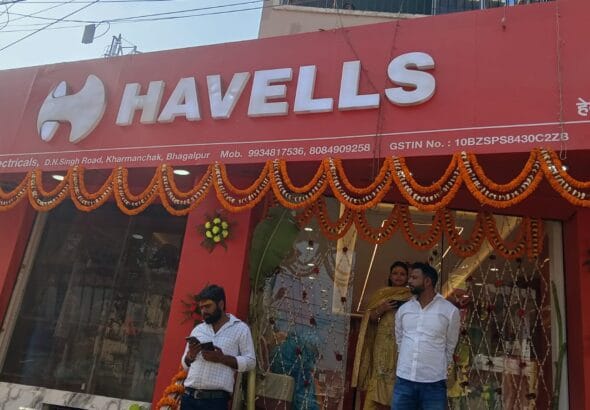 HAVELLS
ectricals, D.N.Singh Road, Kharmanchak, Bhagalpur Mob. 9934817536, 8084909258 GSTIN No. : 10BZSPS8430C2ZB